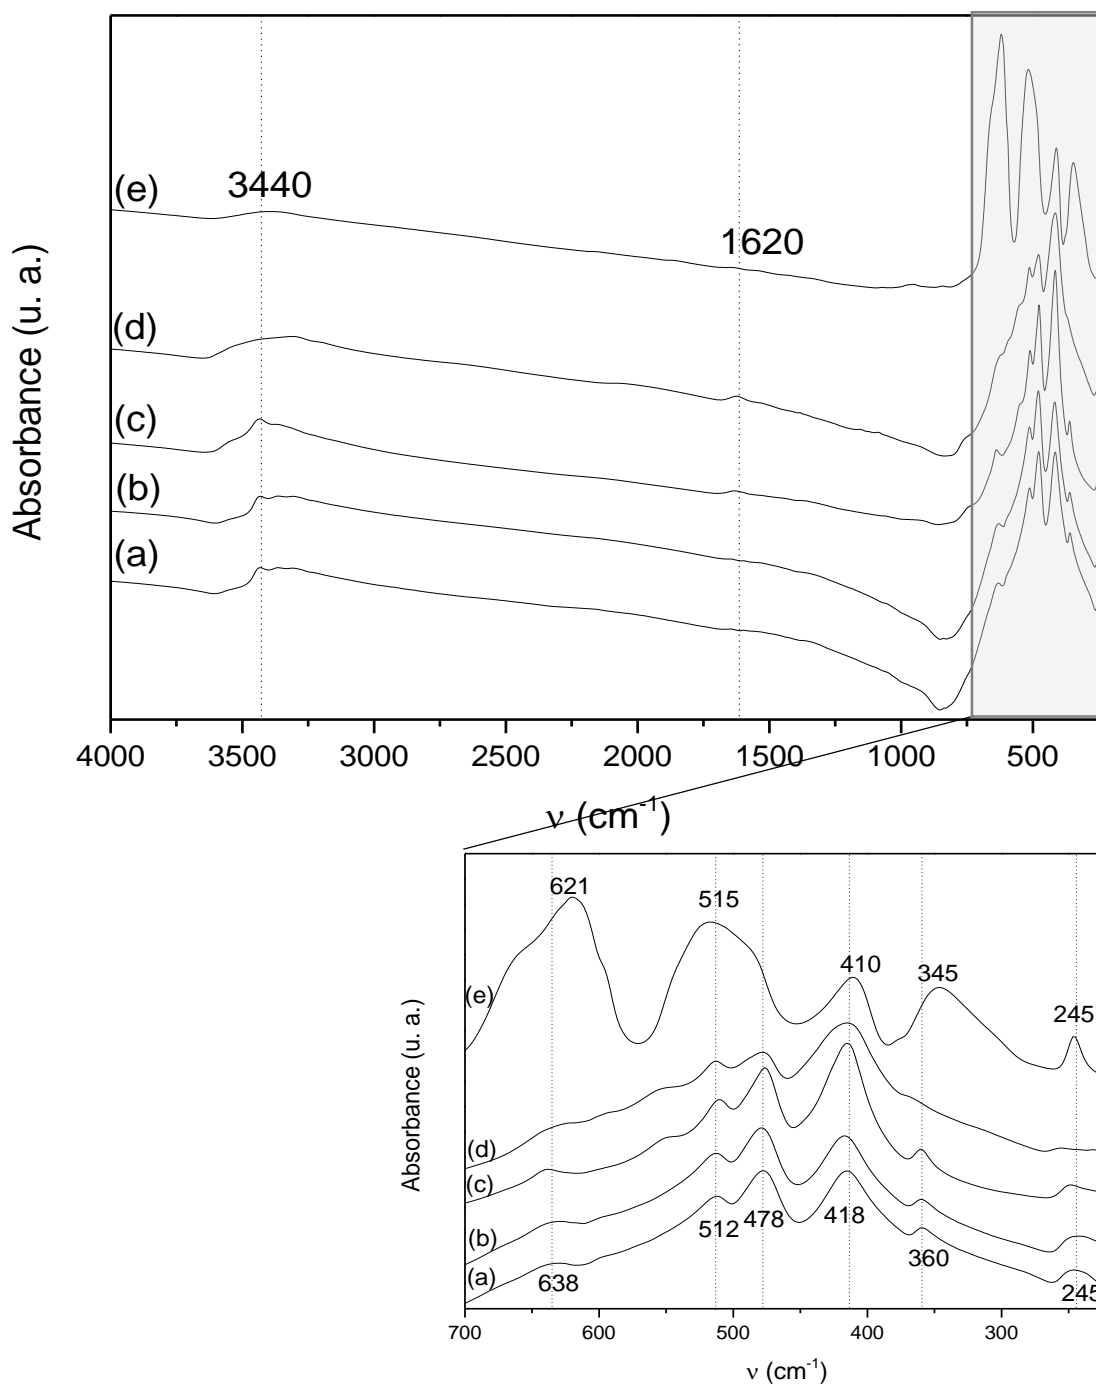 Absorbance (u. a.)
(e)
3440
1620
(d)
(c)
(b)
(a)
4000 3500 3000 2500 2000 1500 1000 500
ν (cm-1)
Absorbance (u. a.)
621
515
410
345
245
(e)
(d)
(c)
(b)
(a)
638
512
478
418
360
245
700 600 500 400 300
ν (cm-1)